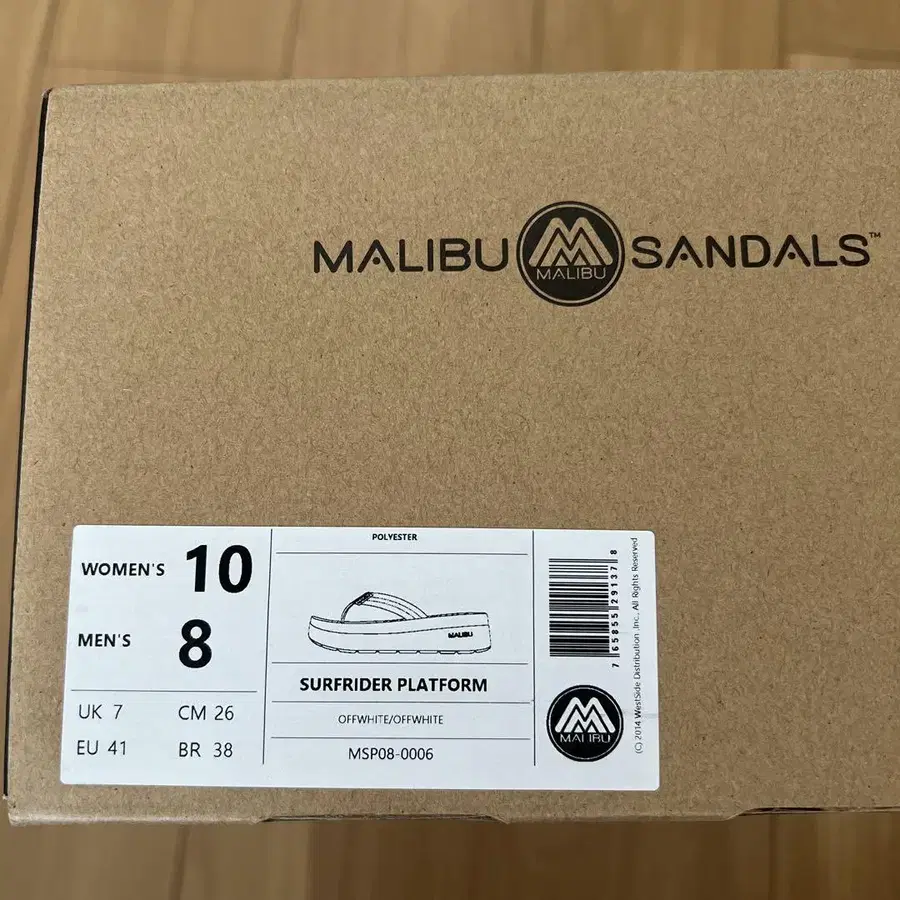 MALIBU MALIBU SANDALS™
WOMEN'S 10
MEN'S 8
UK 7 CM 26
EU 41 BR 38
POLYESTER
MALIBU
SURFRIDER PLATFORM
OFFWHITE/OFFWHITE
MSP08-0006
7 65855 29137 8
MALIBU
(C) 2014 WestSide Distribution ,Inc., All Rights Reserved